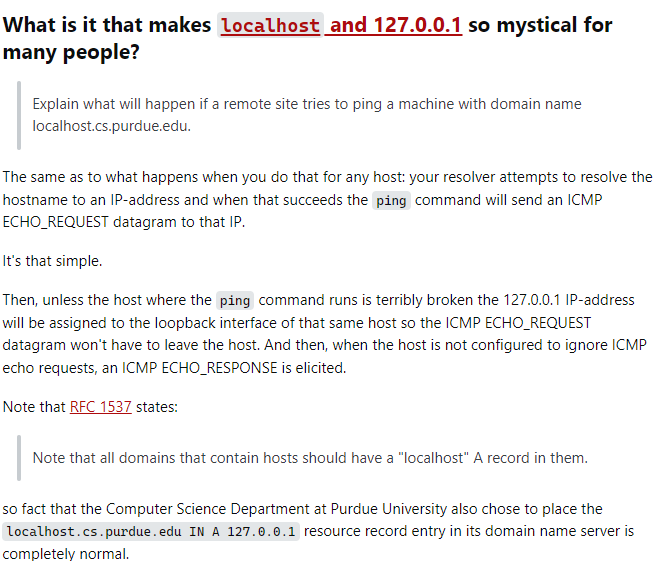 What is it that makes localhost and 127.0.0.1 so mystical for
many people?
Explain what will happen if a remote site tries to ping a machine with domain name
localhost.cs.purdue.edu.
The same as to what happens when you do that for any host: your resolver attempts to resolve the
hostname to an IP-address and when that succeeds the ping command will send an ICMP
ECHO_REQUEST datagram to that IP.
It's that simple.
Then, unless the host where the ping command runs is terribly broken the 127.0.0.1 IP-address
will be assigned to the loopback interface of that same host so the ICMP ECHO_REQUEST
datagram won't have to leave the host. And then, when the host is not configured to ignore ICMP
echo requests, an ICMP ECHO_RESPONSE is elicited.
Note that RFC 1537 states:
Note that all domains that contain hosts should have a "localhost" A record in them.
so fact that the Computer Science Department at Purdue University also chose to place the
localhost.cs.purdue.edu IN A 127.0.0.1 resource record entry in its domain name server is
completely normal.